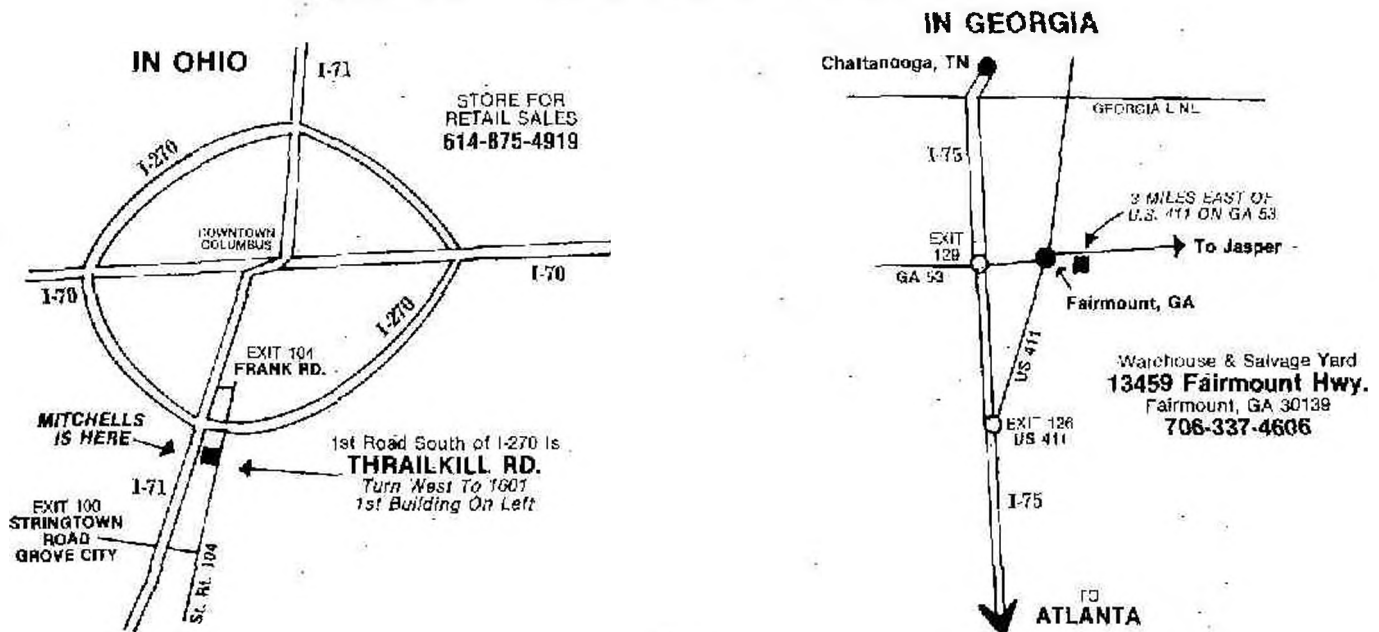 IN OHIO
I-71
STORE FOR
RETAIL SALES
614-875-4919
I-270
DOWNTOWN
COLUMBUS
I-70
I-70
I-270
EXIT 104
FRANK RD.
MITCHELLS
IS HERE
1st Road South of I-270 Is
THRAILKILL RD.
Turn West To 1601
1st Building On Left
I-71
EXIT 100
STRINGTOWN
ROAD
GROVE CITY
St. Rt. 104
IN GEORGIA
Chattanooga, TN
GEORGIA LINE
I-75
3 MILES EAST OF
U.S. 411 ON GA 53
EXIT
129
GA 53
To Jasper
Fairmount, GA
US 411
Warehouse & Salvage Yard
13459 Fairmount Hwy.
Fairmount, GA 30139
706-337-4606
EXIT 126
US 411
I-75
TO
ATLANTA